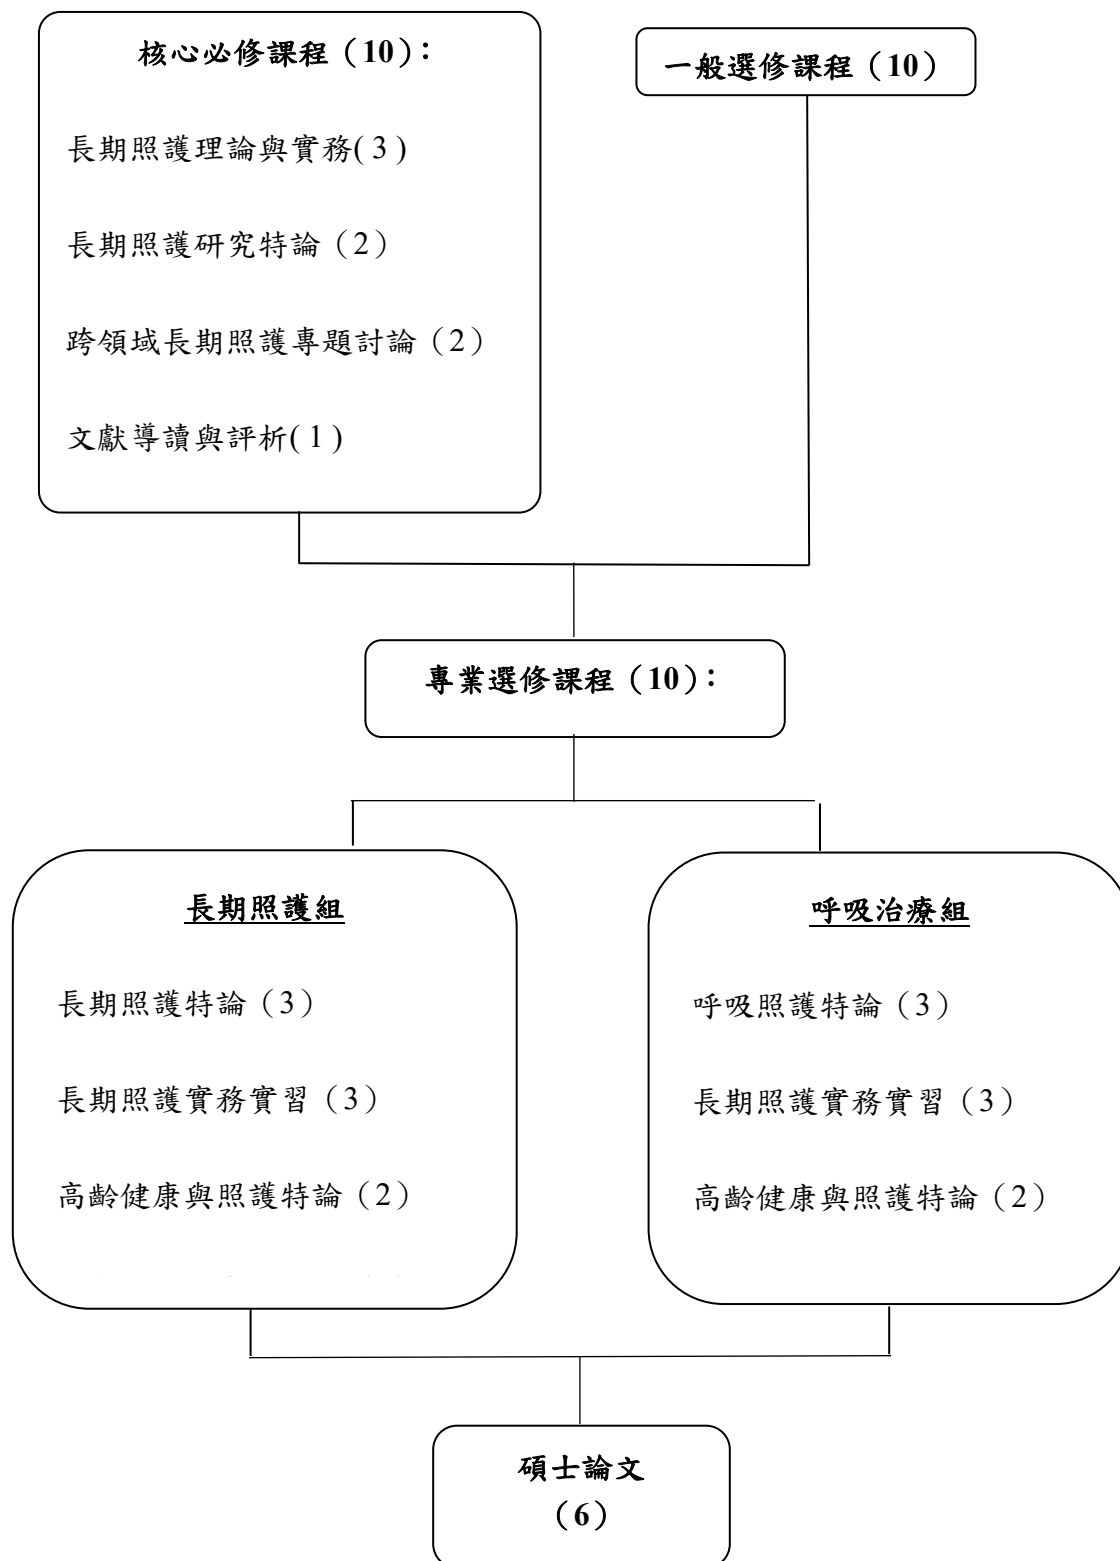 核心必修課程（10）：
長期照護理論與實務(3)
長期照護研究特論（2）
跨領域長期照護專題討論（2）
文獻導讀與評析(1)
一般選修課程（10）
專業選修課程（10）：
長期照護組
長期照護特論（3）
長期照護實務實習（3）
高齡健康與照護特論（2）
呼吸治療組
呼吸照護特論（3）
長期照護實務實習（3）
高齡健康與照護特論（2）
碩士論文
（6）